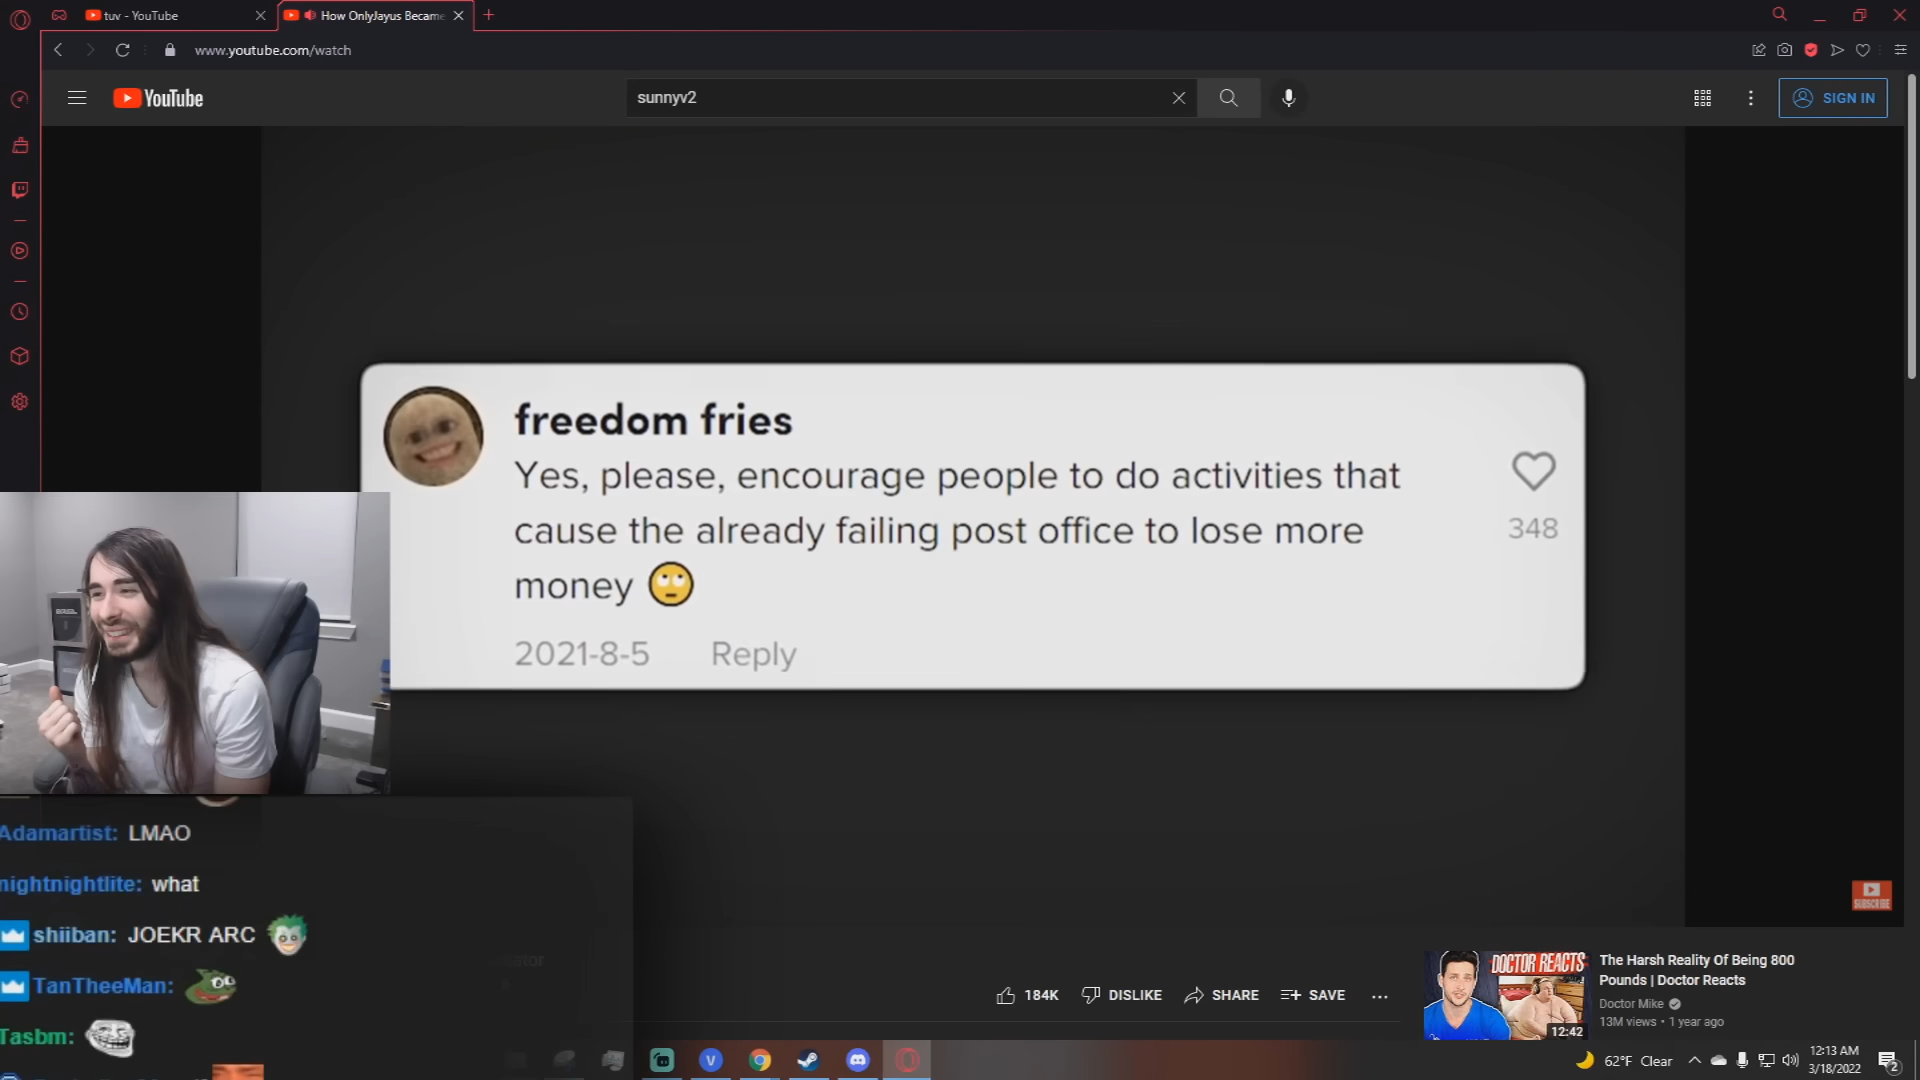 tuv - YouTube
How OnlyJayus Became
www.youtube.com/watch
YouTube
sunnyv2
SIGN IN
freedom fries
Yes, please, encourage people to do activities that
cause the already failing post office to lose more
money 🙄
348
2021-8-5 Reply
Adamartist: LMAO
nightnightlite: what
shiiban: JOEKR ARC
TanTheeMan:
Tasbm:
SUBSCRIBE
184K DISLIKE SHARE SAVE
DOCTOR REACTS
12:42
The Harsh Reality Of Being 800
Pounds | Doctor Reacts
Doctor Mike
13M views • 1 year ago
62°F Clear
12:13 AM
3/18/2022
2